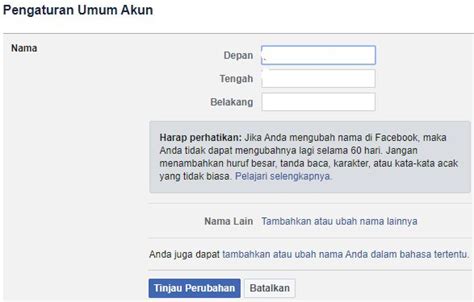 Pengaturan Umum Akun
Nama
Depan
Tengah
Belakang
Harap perhatikan: Jika Anda mengubah nama di Facebook, maka
Anda tidak dapat mengubahnya lagi selama 60 hari. Jangan
menambahkan huruf besar, tanda baca, karakter, atau kata-kata acak
yang tidak biasa. Pelajari selengkapnya.
Nama Lain Tambahkan atau ubah nama lainnya
Anda juga dapat tambahkan atau ubah nama Anda dalam bahasa tertentu.
Tinjau Perubahan Batalkan